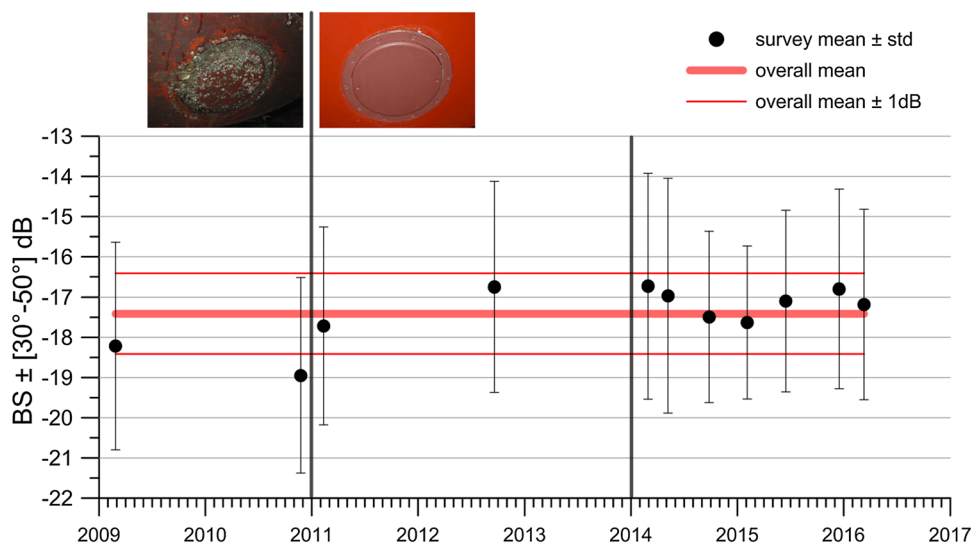 survey mean ± std
overall mean
overall mean ± 1dB
BS ± [30°-50°] dB
-13
-14
-15
-16
-17
-18
-19
-20
-21
-22
2009 2010 2011 2012 2013 2014 2015 2016 2017